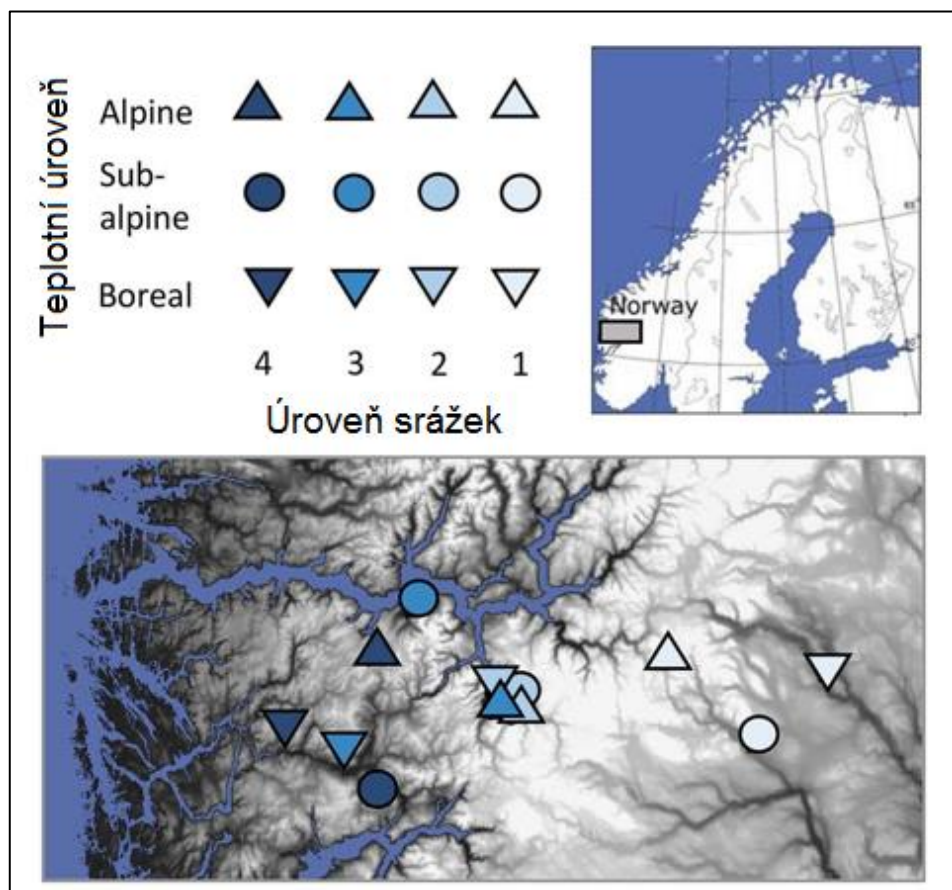 Teplotní úroveň
Alpine
Sub-
alpine
Boreal
4 3 2 1
Úroveň srážek
Norway